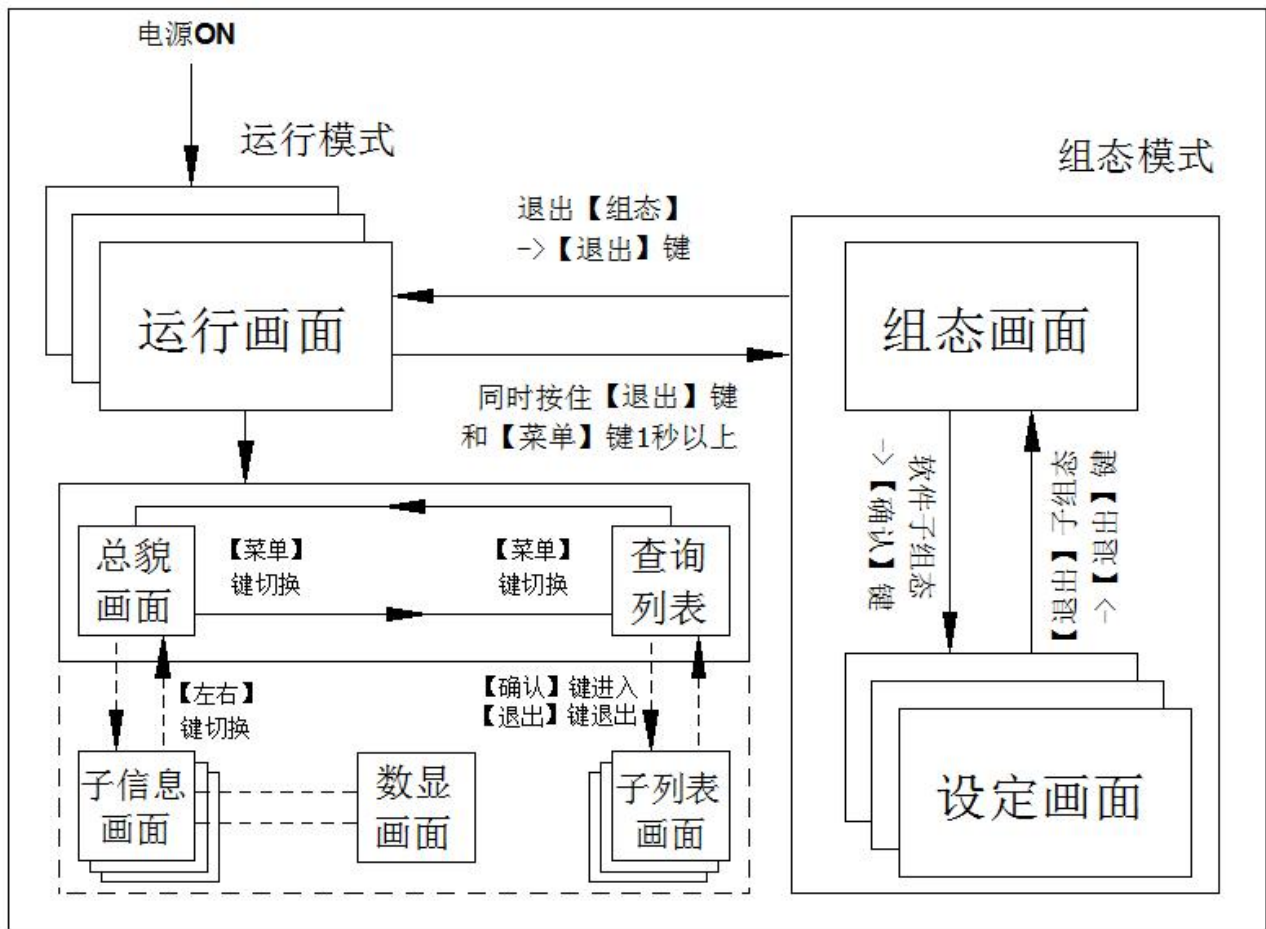 电源ON
运行模式
组态模式
退出【组态】
->【退出】键
运行画面
组态画面
同时按住【退出】键
和【菜单】键1秒以上
软件子组态
->【确认】键
【退出】子组态
->【退出】键
总貌
画面
【菜单】
键切换
【菜单】
键切换
查询
列表
【左右】
键切换
【确认】键进入
【退出】键退出
子信息
画面
数显
画面
子列表
画面
设定画面